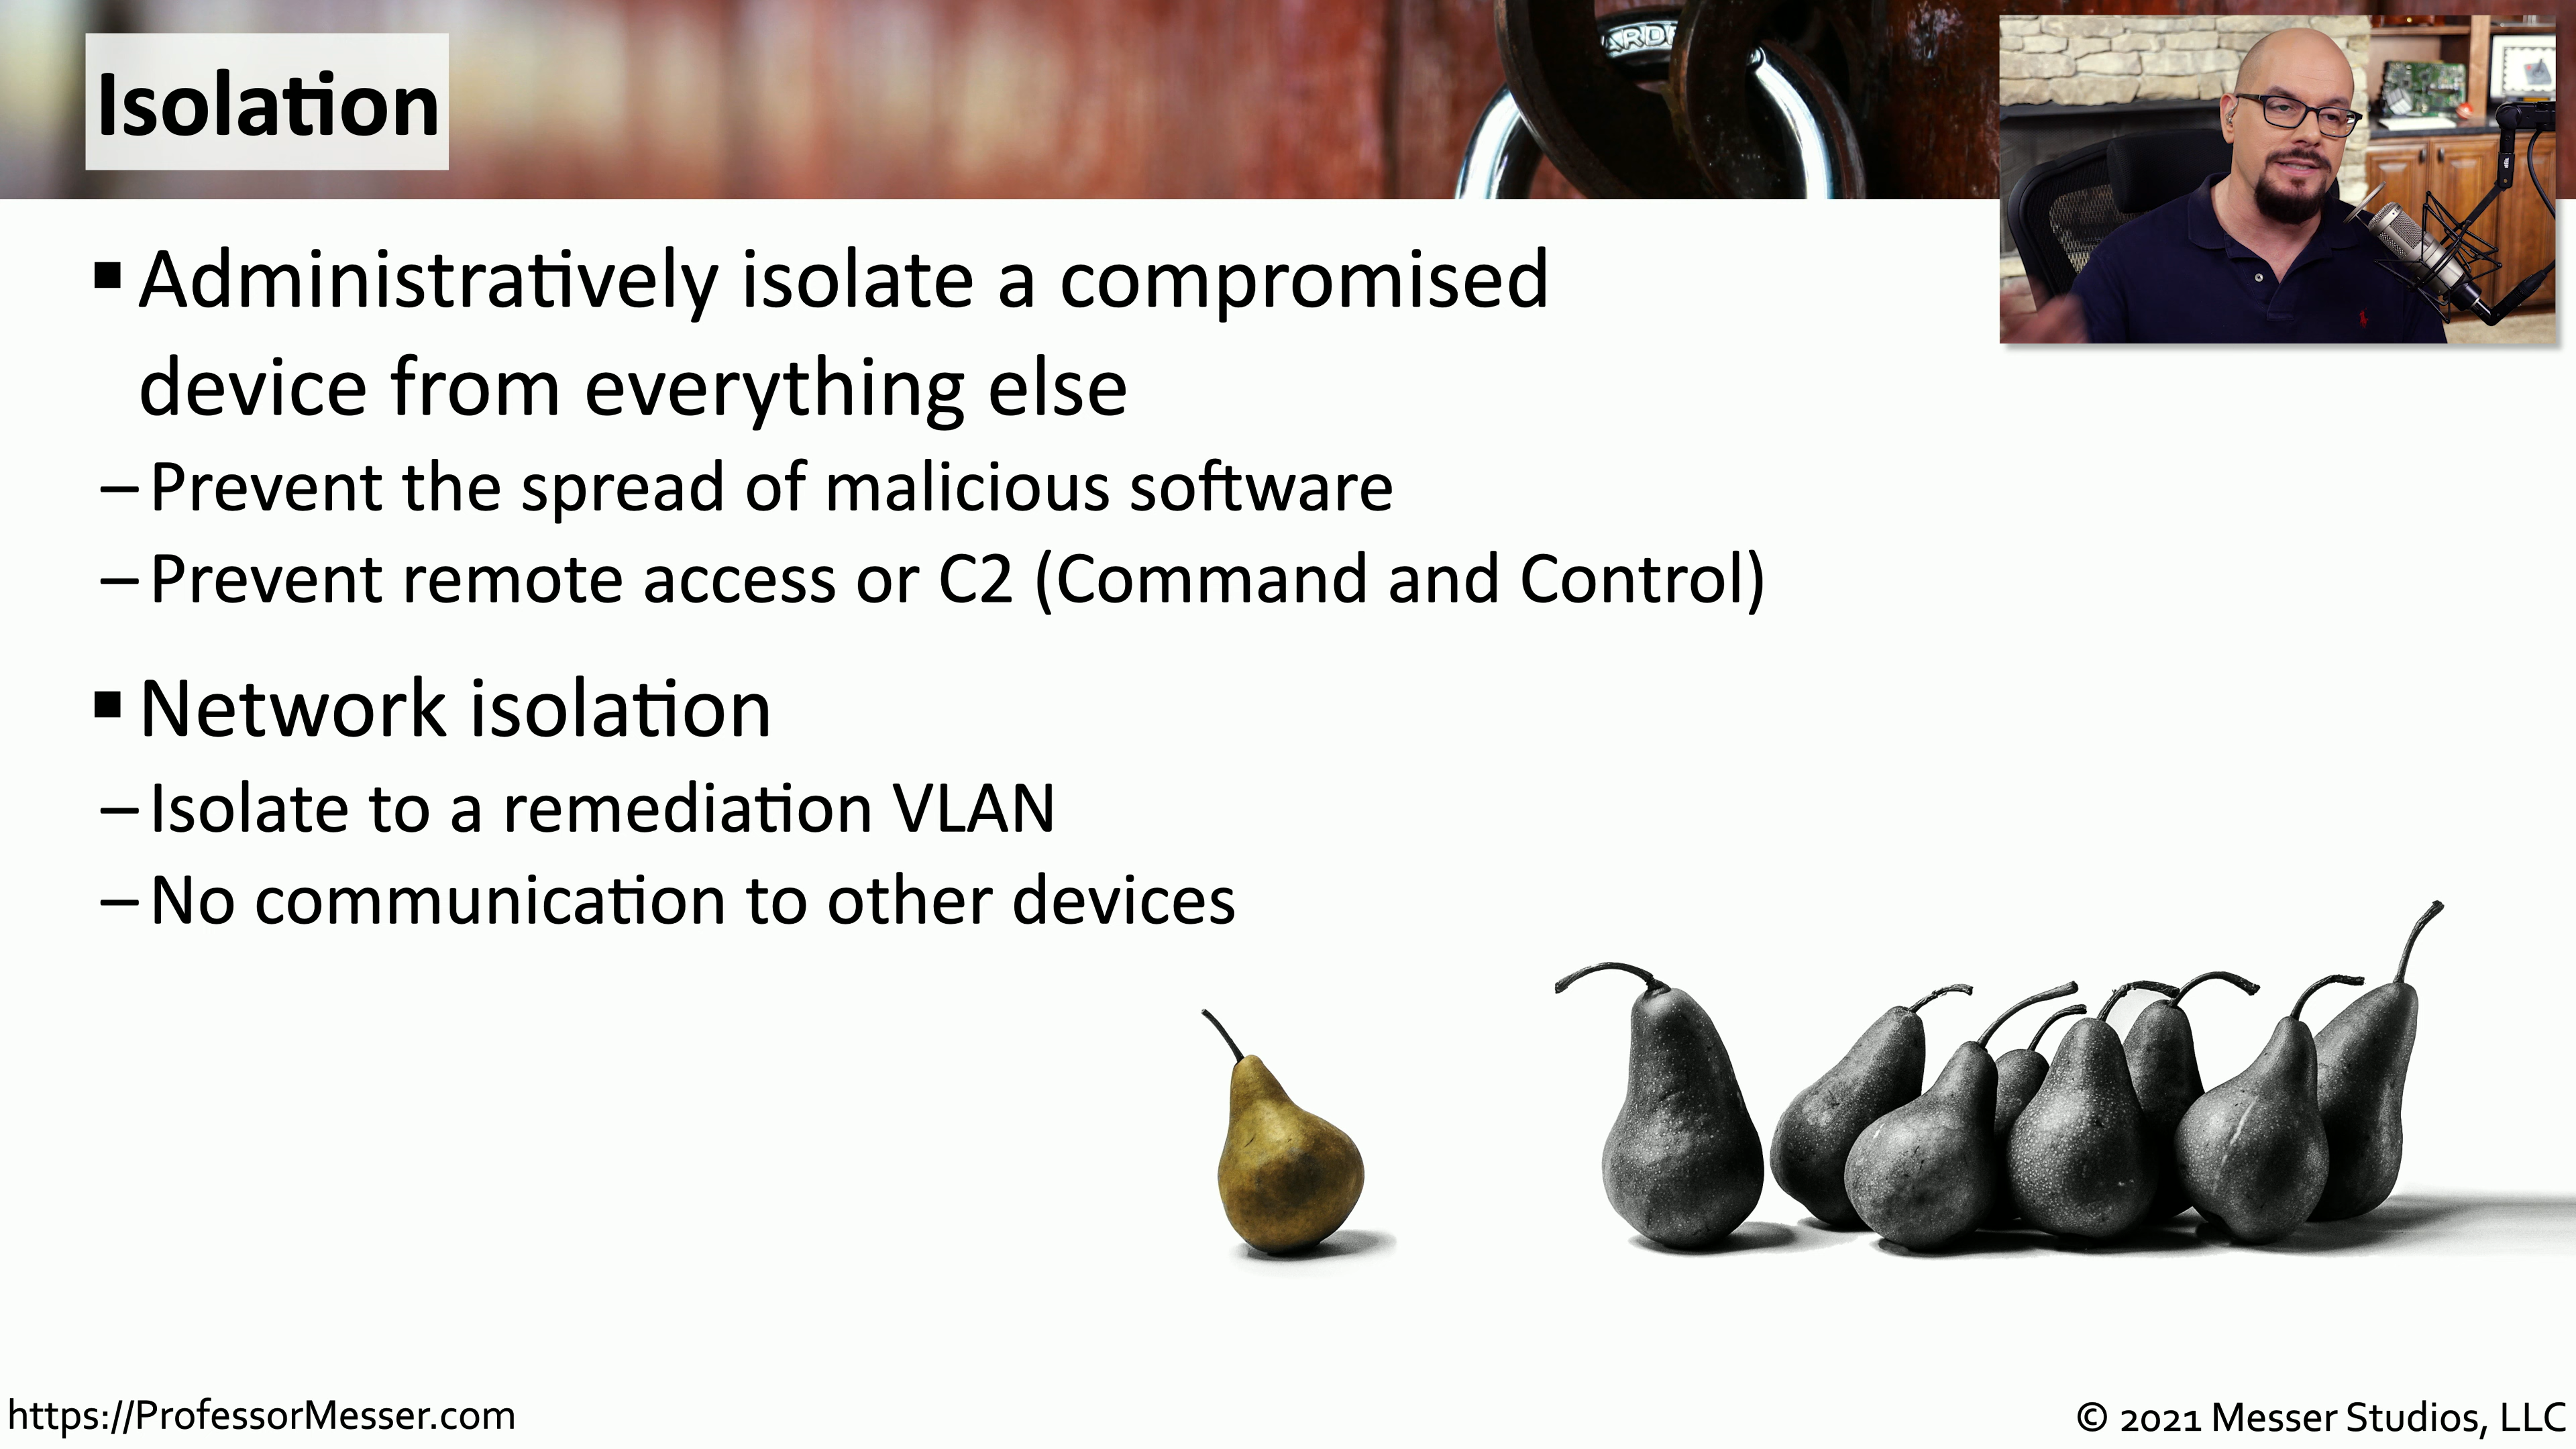 Isolation
▪ Administratively isolate a compromised
device from everything else
– Prevent the spread of malicious software
– Prevent remote access or C2 (Command and Control)
▪ Network isolation
– Isolate to a remediation VLAN
– No communication to other devices
https://ProfessorMesser.com
© 2021 Messer Studios, LLC